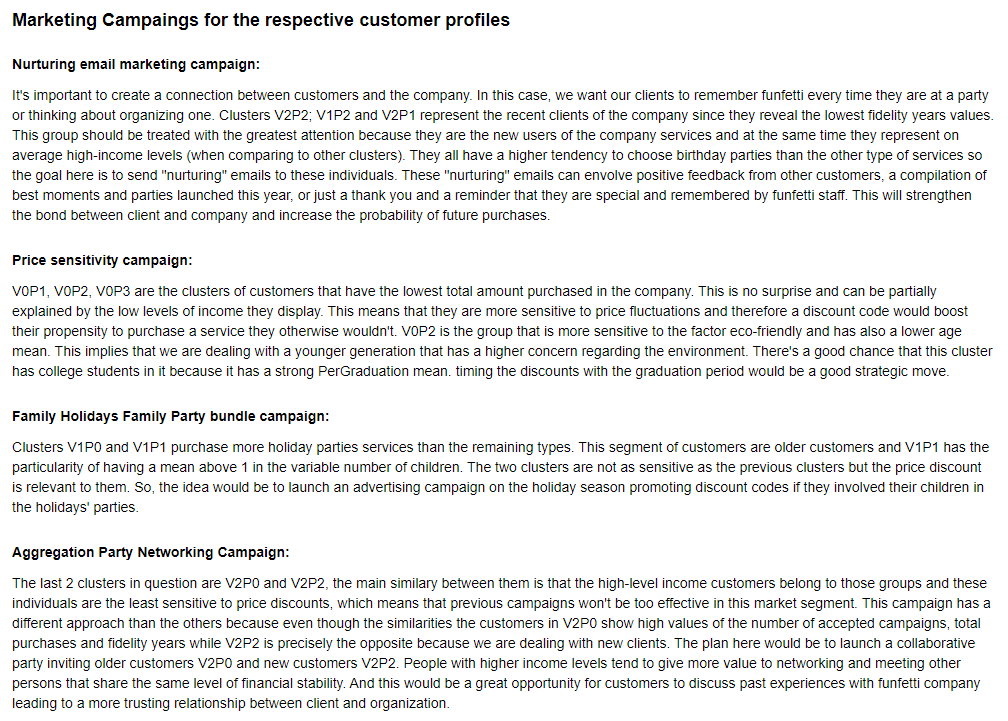 Marketing Campaings for the respective customer profiles
Nurturing email marketing campaign:
It's important to create a connection between customers and the company. In this case, we want our clients to remember funfetti every time they are at a party
or thinking about organizing one. Clusters V2P2; V1P2 and V2P1 represent the recent clients of the company since they reveal the lowest fidelity years values.
This group should be treated with the greatest attention because they are the new users of the company services and at the same time they represent on
average high-income levels (when comparing to other clusters). They all have a higher tendency to choose birthday parties than the other type of services so
the goal here is to send "nurturing" emails to these individuals. These "nurturing" emails can envolve positive feedback from other customers, a compilation of
best moments and parties launched this year, or just a thank you and a reminder that they are special and remembered by funfetti staff. This will strengthen
the bond between client and company and increase the probability of future purchases.
Price sensitivity campaign:
V0P1, V0P2, V0P3 are the clusters of customers that have the lowest total amount purchased in the company. This is no surprise and can be partially
explained by the low levels of income they display. This means that they are more sensitive to price fluctuations and therefore a discount code would boost
their propensity to purchase a service they otherwise wouldn't. V0P2 is the group that is more sensitive to the factor eco-friendly and has also a lower age
mean. This implies that we are dealing with a younger generation that has a higher concern regarding the environment. There's a good chance that this cluster
has college students in it because it has a strong PerGraduation mean. timing the discounts with the graduation period would be a good strategic move.
Family Holidays Family Party bundle campaign:
Clusters V1P0 and V1P1 purchase more holiday parties services than the remaining types. This segment of customers are older customers and V1P1 has the
particularity of having a mean above 1 in the variable number of children. The two clusters are not as sensitive as the previous clusters but the price discount
is relevant to them. So, the idea would be to launch an advertising campaign on the holiday season promoting discount codes if they involved their children in
the holidays' parties.
Aggregation Party Networking Campaign:
The last 2 clusters in question are V2P0 and V2P2, the main similary between them is that the high-level income customers belong to those groups and these
individuals are the least sensitive to price discounts, which means that previous campaigns won't be too effective in this market segment. This campaign has a
different approach than the others because even though the similarities the customers in V2P0 show high values of the number of accepted campaigns, total
purchases and fidelity years while V2P2 is precisely the opposite because we are dealing with new clients. The plan here would be to launch a collaborative
party inviting older customers V2P0 and new customers V2P2. People with higher income levels tend to give more value to networking and meeting other
persons that share the same level of financial stability. And this would be a great opportunity for customers to discuss past experiences with funfetti company
leading to a more trusting relationship between client and organization.